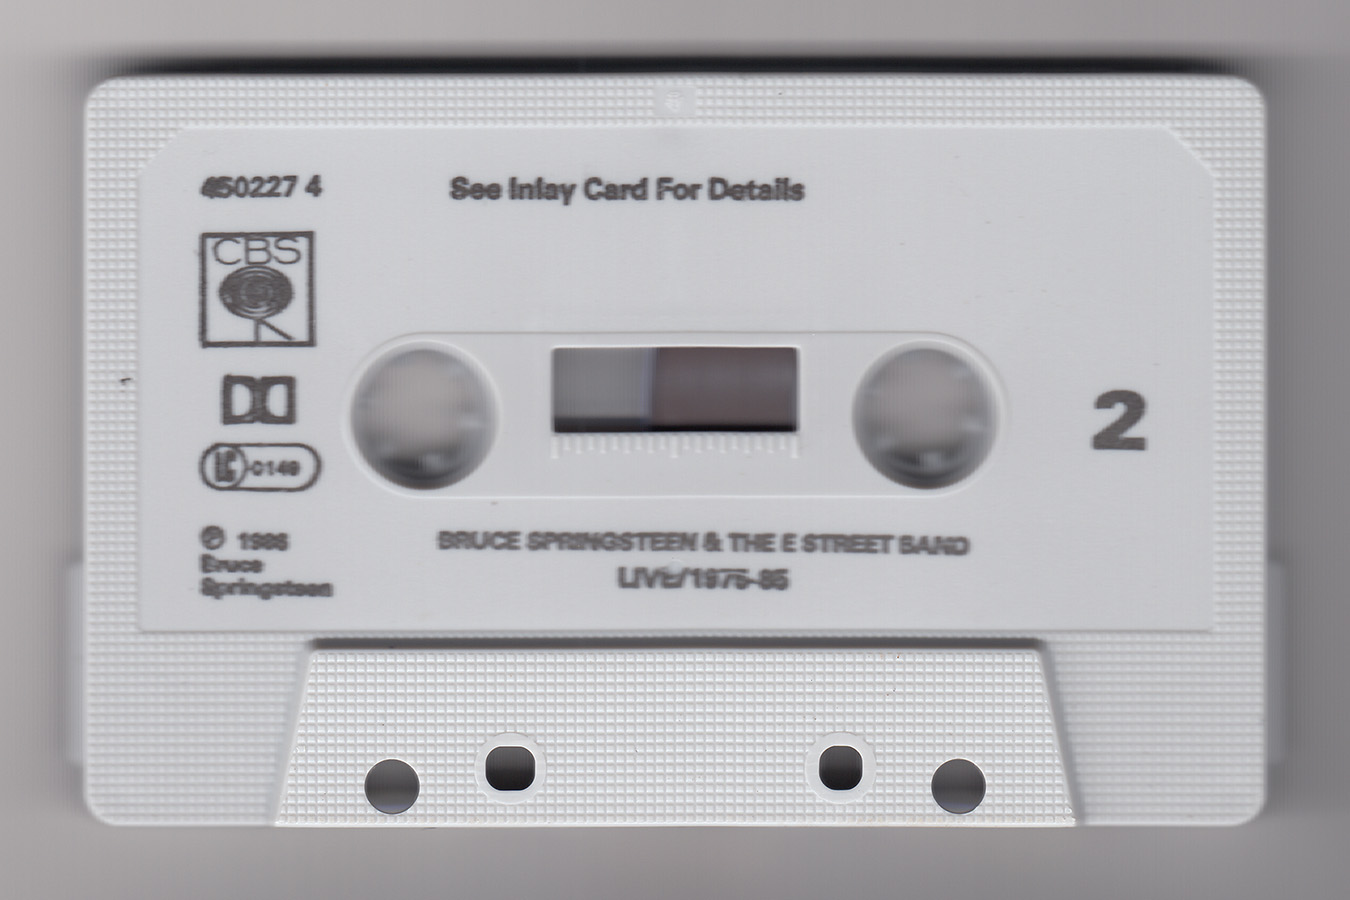 450227 4
See Inlay Card For Details
CBS
LC 0149
2
℗ 1986
Bruce
Springsteen
BRUCE SPRINGSTEEN & THE E STREET BAND
LIVE/1975-85